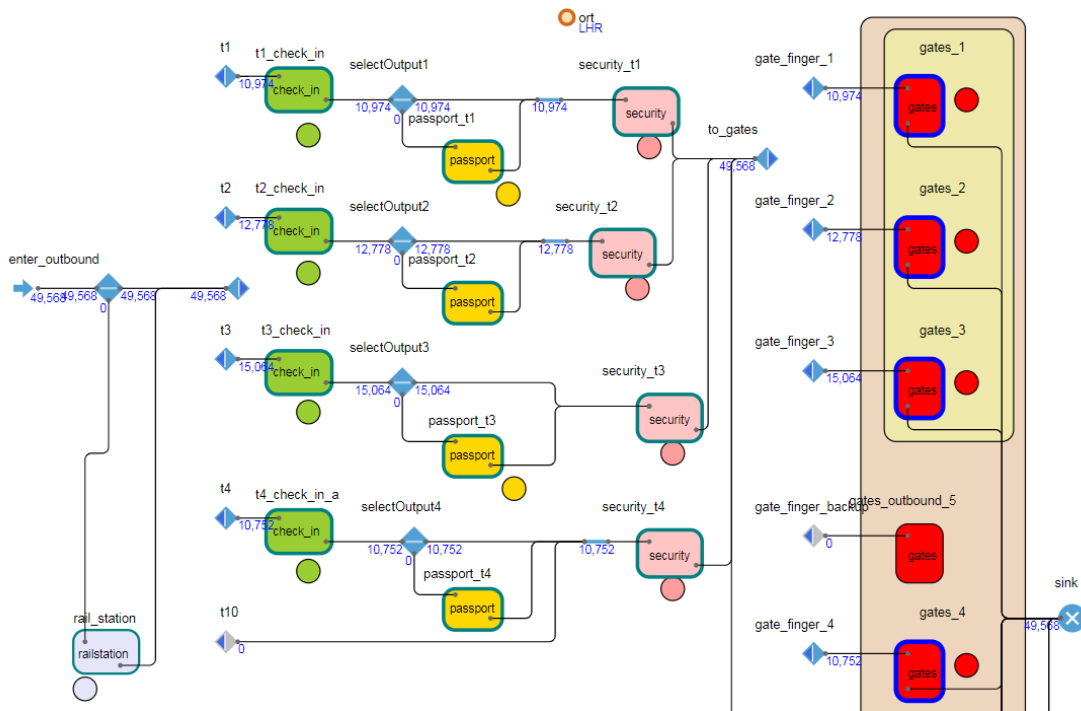 ort
LHR
t1
t1_check_in
check_in
10,974
selectOutput1
10,974
10,974
0
passport_t1
passport
10,974
security_t1
security
to_gates
49,568
gate_finger_1
10,974
gates_1
gates
t2
t2_check_in
check_in
12,778
selectOutput2
12,778
12,778
0
passport_t2
passport
12,778
security_t2
security
gate_finger_2
12,778
gates_2
gates
enter_outbound
49,568
49,568
49,568
0
49,568
t3
t3_check_in
check_in
15,064
selectOutput3
15,064
15,064
0
passport_t3
passport
security_t3
security
gate_finger_3
15,064
gates_3
gates
t4
t4_check_in_a
check_in
10,752
selectOutput4
10,752
10,752
0
passport_t4
passport
10,752
security_t4
security
gate_finger_backup
0
gates_outbound_5
gates
rail_station
railstation
t10
0
gate_finger_4
10,752
gates_4
gates
sink
49,568